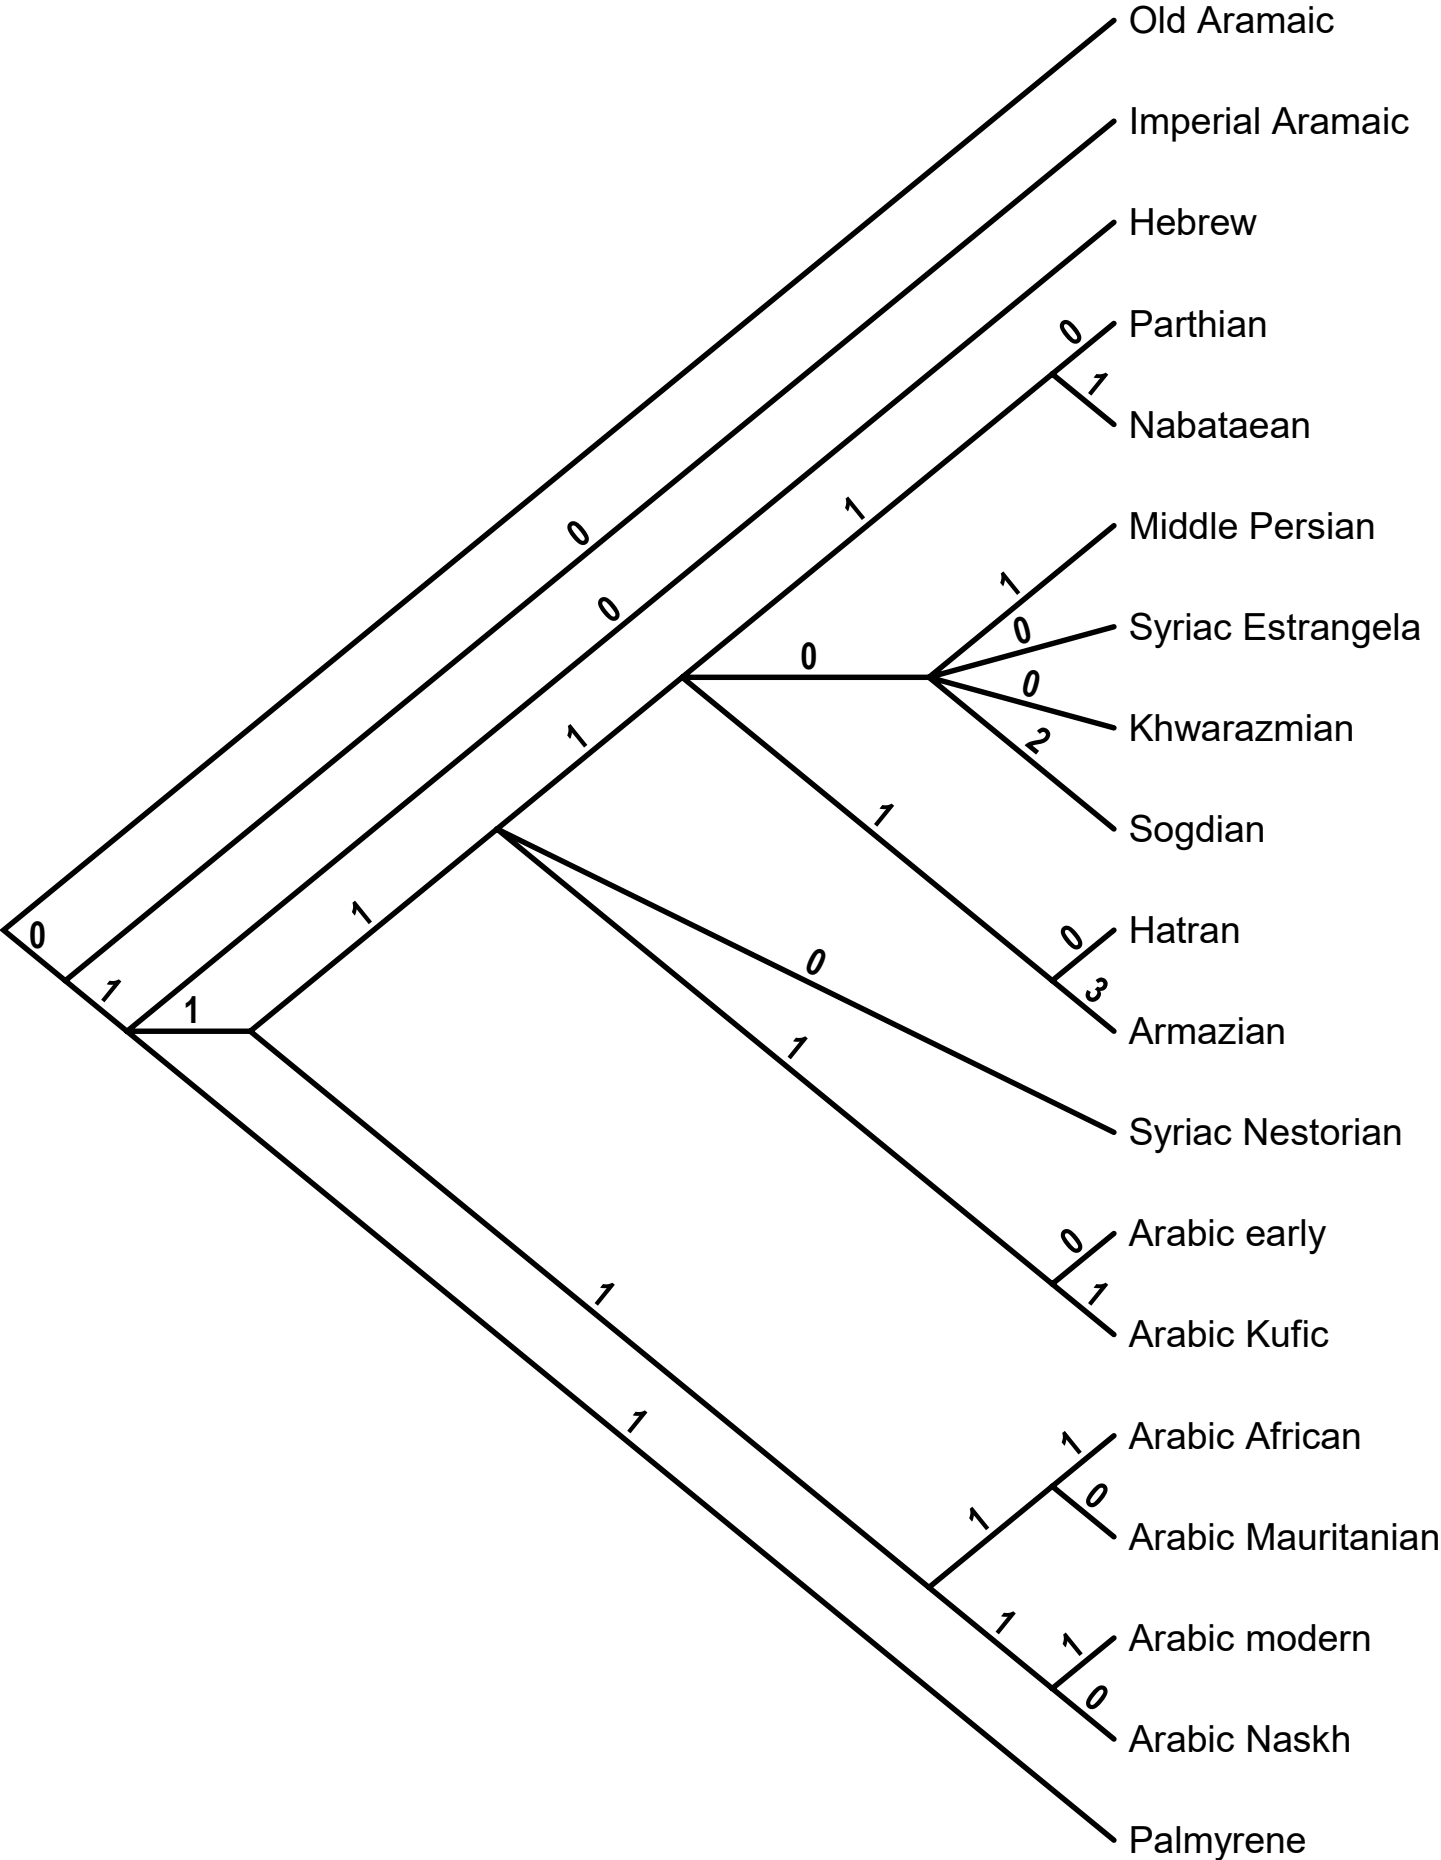 Old Aramaic
Imperial Aramaic
Hebrew
0
Parthian
1
Nabataean
1
0
Middle Persian
1
0
0
Syriac Estrangela
0
0
Khwarazmian
1
2
Sogdian
1
1
0
0
Hatran
0
1
3
1
Armazian
1
Syriac Nestorian
0
Arabic early
1
1
Arabic Kufic
1
1
Arabic African
1
0
Arabic Mauritanian
1
1
Arabic modern
0
Arabic Naskh
Palmyrene